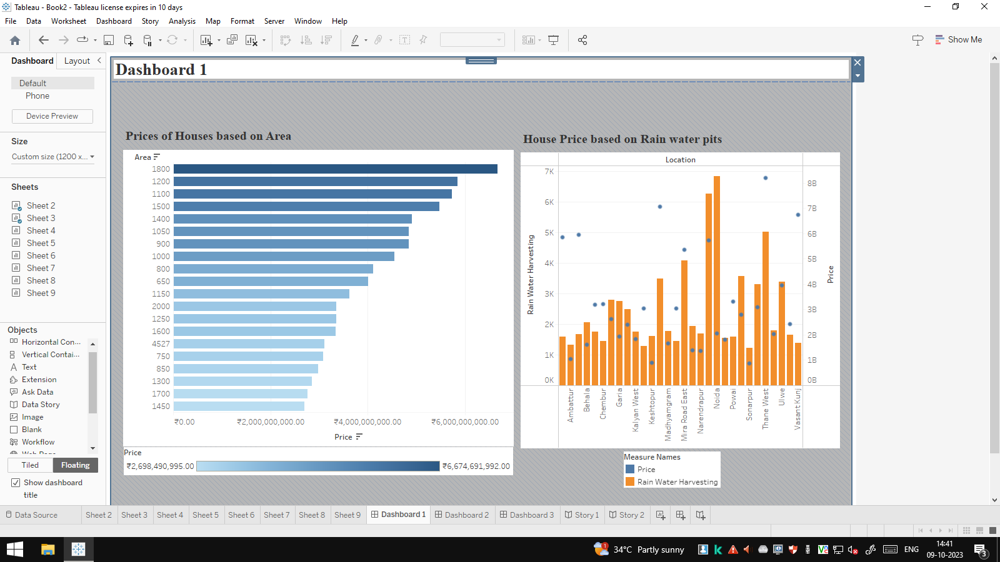 Tableau - Book2 - Tableau license expires in 10 days
File Data Worksheet Dashboard Story Analysis Map Format Server Window Help
Show Me
Dashboard Layout
Default
Phone
Device Preview
Size
Custom size (1200 x...
Sheets
Sheet 2
Sheet 3
Sheet 4
Sheet 5
Sheet 6
Sheet 7
Sheet 8
Sheet 9
Objects
Horizontal Con...
Vertical Contai...
Text
Extension
Ask Data
Data Story
Image
Blank
Workflow
Tiled Floating
Show dashboard
title
Dashboard 1
Prices of Houses based on Area
Area
1800
1200
1100
1500
1400
1050
900
1000
800
650
1150
2000
1250
1600
4527
750
850
1300
1700
1450
₹0.00 ₹2,000,000,000.00 ₹4,000,000,000.00 ₹6,000,000,000.00
Price
Price
₹2,698,490,995.00 ₹6,674,691,992.00
House Price based on Rain water pits
Location
7K
6K
5K
4K
3K
2K
1K
0K
Rain Water Harvesting
8B
7B
6B
5B
4B
3B
2B
1B
0B
Price
Ambattur
Behala
Chembur
Garia
Kalyan West
Keshtopur
Madhyamgram
Mira Road East
Narendrapur
Noida
Powai
Sonarpur
Thane West
Ulwe
Vasant Kunj
Measure Names
Price
Rain Water Harvesting
Data Source Sheet 2 Sheet 3 Sheet 4 Sheet 5 Sheet 6 Sheet 7 Sheet 8 Sheet 9 Dashboard 1 Dashboard 2 Dashboard 3 Story 1 Story 2
1 34°C Partly sunny ENG 14:41
09-10-2023 3